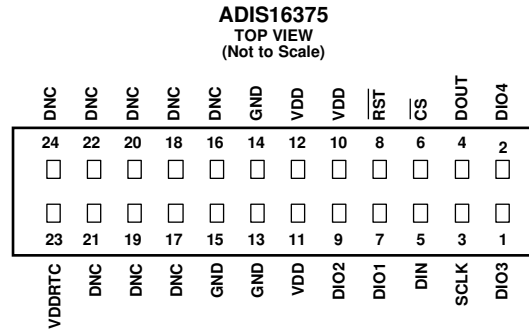 ADIS16375
TOP VIEW
(Not to Scale)
DNC DNC DNC DNC DNC GND VDD VDD RST CS DOUT DIO4
24 22 20 18 16 14 12 10 8 6 4 2
23 21 19 17 15 13 11 9 7 5 3 1
VDDRTC DNC DNC DNC GND GND VDD DIO2 DIO1 DIN SCLK DIO3